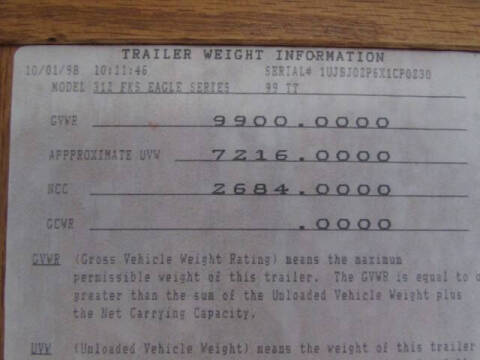 TRAILER WEIGHT INFORMATION
10/01/98 10:11:46 SERIAL# 1UJBJ02P6X1CP0230
MODEL 312 FKS EAGLE SERIES 99 TT
GVWR 9900.0000
APPPROXIMATE UVW 7216.0000
NCC 2684.0000
GCWR .0000
GVWR (Gross Vehicle Weight Rating) means the maximum
permissible weight of this trailer. The GVWR is equal to o
greater than the sum of the Unloaded Vehicle Weight plus
the Net Carrying Capacity.
UVW (Unloaded Vehicle Weight) means the weight of this trailer